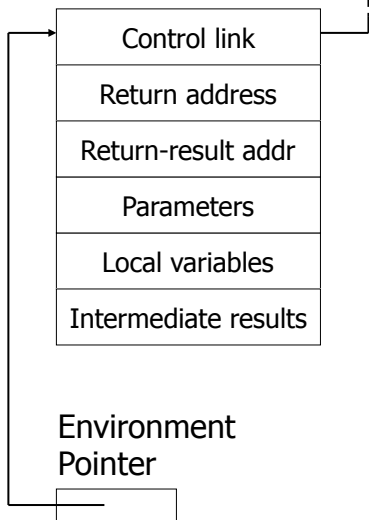 Control link
Return address
Return-result addr
Parameters
Local variables
Intermediate results
Environment
Pointer